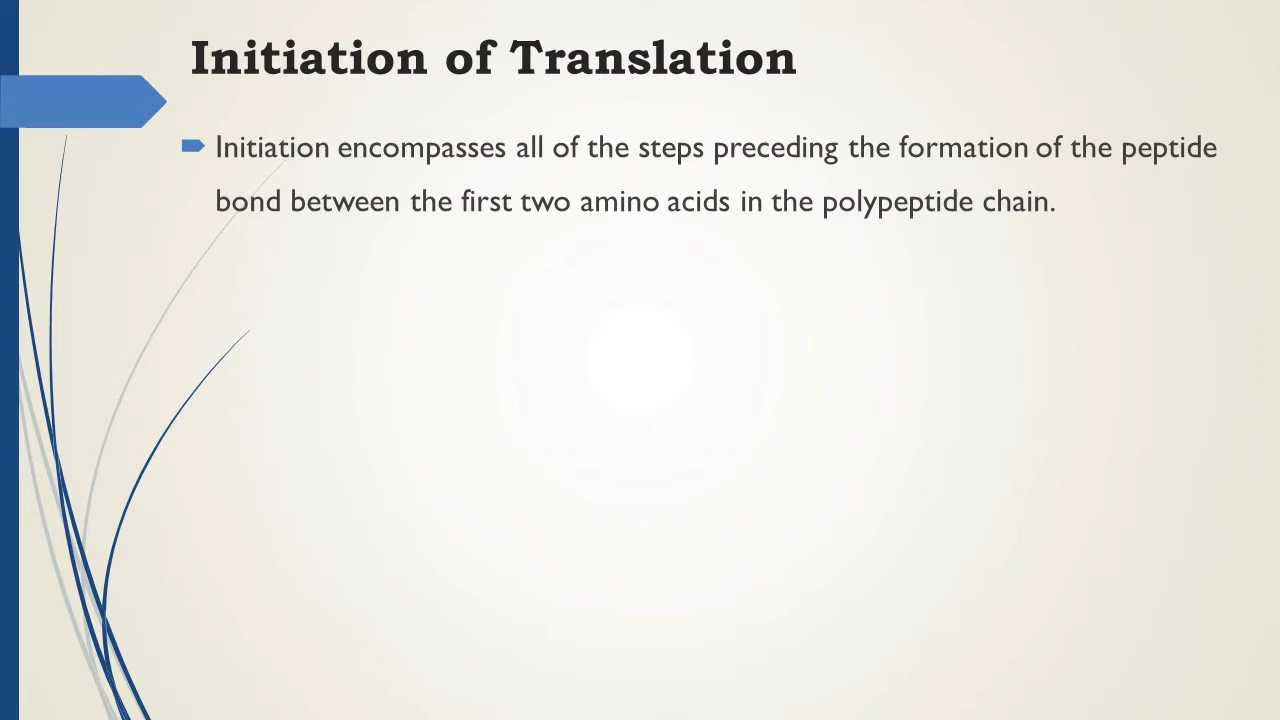 Initiation of Translation
Initiation encompasses all of the steps preceding the formation of the peptide
bond between the first two amino acids in the polypeptide chain.